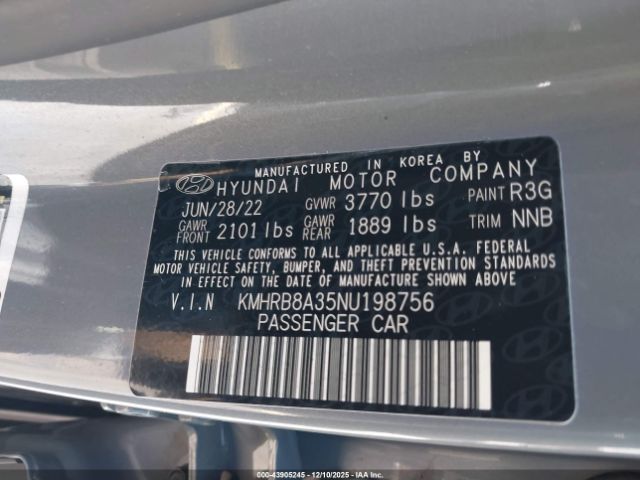 MANUFACTURED IN KOREA BY
HYUNDAI MOTOR COMPANY
JUN/28/22 GVWR 3770 lbs PAINT R3G
GAWR FRONT 2101 lbs GAWR REAR 1889 lbs TRIM NNB
THIS VEHICLE CONFORMS TO ALL APPLICABLE U.S.A. FEDERAL
MOTOR VEHICLE SAFETY, BUMPER, AND THEFT PREVENTION STANDARDS
IN EFFECT ON THE DATE OF MANUFACTURE SHOWN ABOVE
V.I.N KMHRB8A35NU198756
PASSENGER CAR
000-43905245 - 12/10/2025 - COPYRIGHT IAA, LLC.